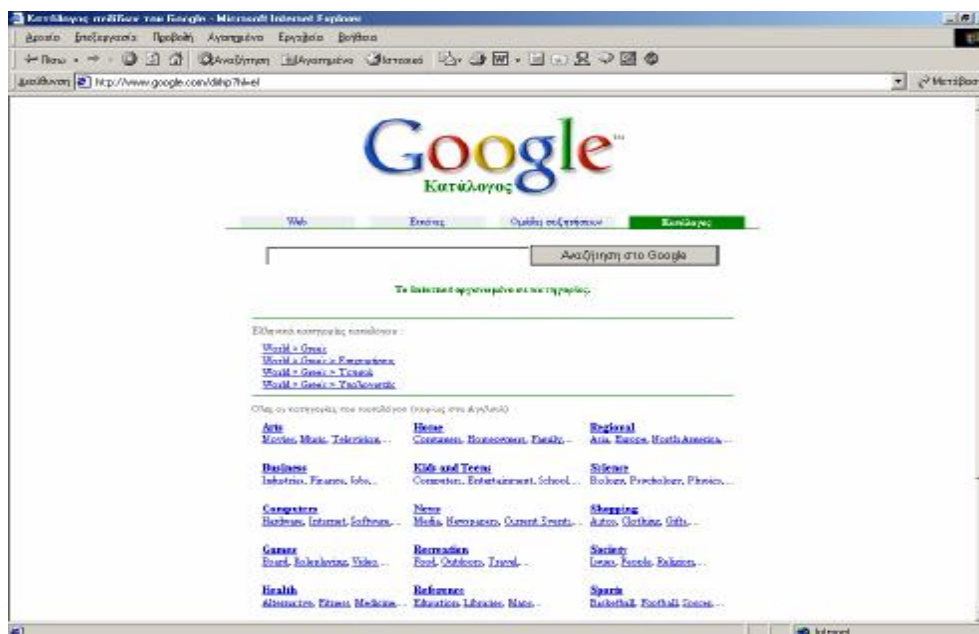 Κατάλογος σελίδων του Google - Microsoft Internet Explorer
Αρχείο Επεξεργασία Προβολή Αγαπημένα Εργαλεία Βοήθεια
Πίσω Αναζήτηση Αγαπημένα Ιστορικό
Διεύθυνση http://www.google.com/dirhp?hl=el Μετάβαση
Google™
Κατάλογος
Web Εικόνες Ομάδες συζητήσεων Κατάλογος
Αναζήτηση στο Google
Το Internet οργανωμένο σε κατηγορίες.
Ελληνικές κατηγορίες καταλόγου :
World > Greek
World > Greek > Επιχειρήσεις
World > Greek > Τοπικά
World > Greek > Υπολογιστές
Όλες οι κατηγορίες του καταλόγου (κυρίως στα Αγγλικά)
Arts Home Regional
Movies, Music, Television,... Consumers, Homeowners, Family,... Asia, Europe, North America,...
Business Kids and Teens Science
Industries, Finance, Jobs,... Computers, Entertainment, School,... Biology, Psychology, Physics,...
Computers News Shopping
Hardware, Internet, Software,... Media, Newspapers, Current Events,... Autos, Clothing, Gifts,...
Games Recreation Society
Board, Roleplaying, Video,... Food, Outdoors, Travel,... Issues, People, Religion,...
Health Reference Sports
Alternative, Fitness, Medicine,... Education, Libraries, Maps,... Basketball, Football, Soccer,...
Internet